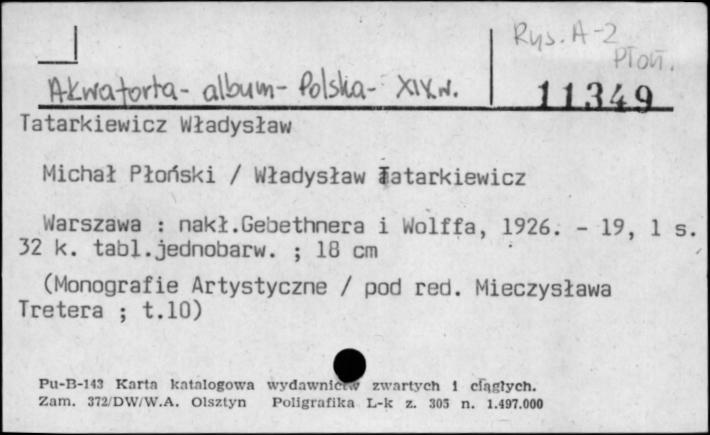 Rys. A-2
Płoń.
Akwaforta - album - Polska - XIX w.
11349
Tatarkiewicz Władysław
Michał Płoński / Władysław Tatarkiewicz
Warszawa : nakł.Gebethnera i Wolffa, 1926. - 19, 1 s.
32 k. tabl.jednobarw. ; 18 cm
(Monografie Artystyczne / pod red. Mieczysława
Tretera ; t.10)
Pu-B-143 Karta katalogowa wydawnictw zwartych i ciągłych.
Zam. 372/DW/W.A. Olsztyn Poligrafika L-k z. 305 n. 1.497.000